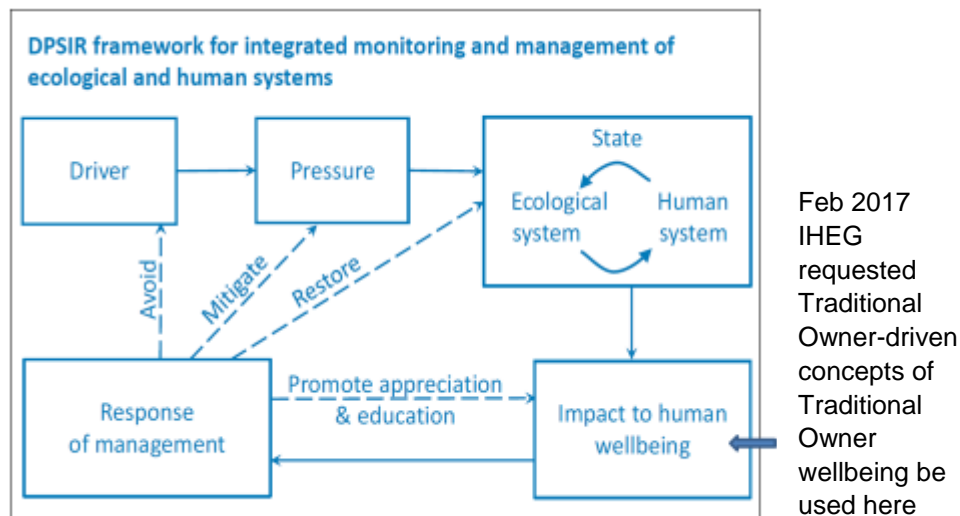 DPSIR framework for integrated monitoring and management of
ecological and human systems
Driver
Pressure
State
Ecological
system
Human
system
Avoid
Mitigate
Restore
Response
of management
Promote appreciation
& education
Impact to human
wellbeing
Feb 2017
IHEG
requested
Traditional
Owner-driven
concepts of
Traditional
Owner
wellbeing be
used here